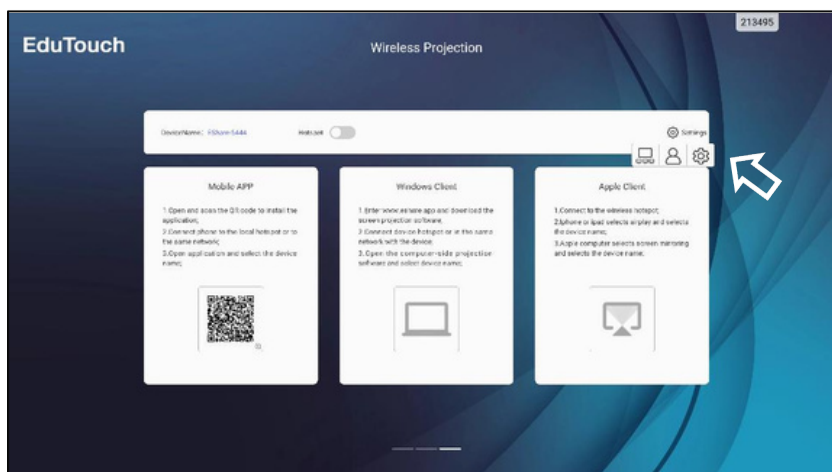 213495
EduTouch
Wireless Projection
DeviceName: EShare-5444
Hotspot
Settings
Mobile APP
1.Open and scan the QR code to install the
application;
2.Connect phone to the local hotspot or to
the same network;
3.Open application and select the device
name;
Windows Client
1.Enter www.eshare.app and download the
screen projection software;
2.Connect device hotspot or in the same
network with the device;
3.Open the computer-side projection
software and select device name;
Apple Client
1.Connect to the wireless hotspot;
2.Iphone or ipad selects airplay and selects
the device name;
3.Apple computer selects screen mirroring
and selects the device name;